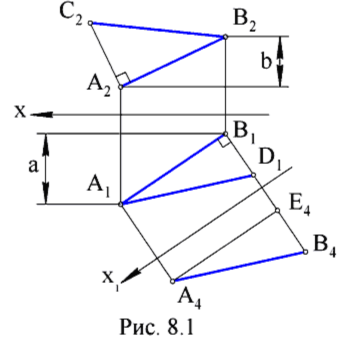 C₂
B₂
b
A₂
x
B₁
a
D₁
A₁
E₄
B₄
x₁
A₄
Рис. 8.1